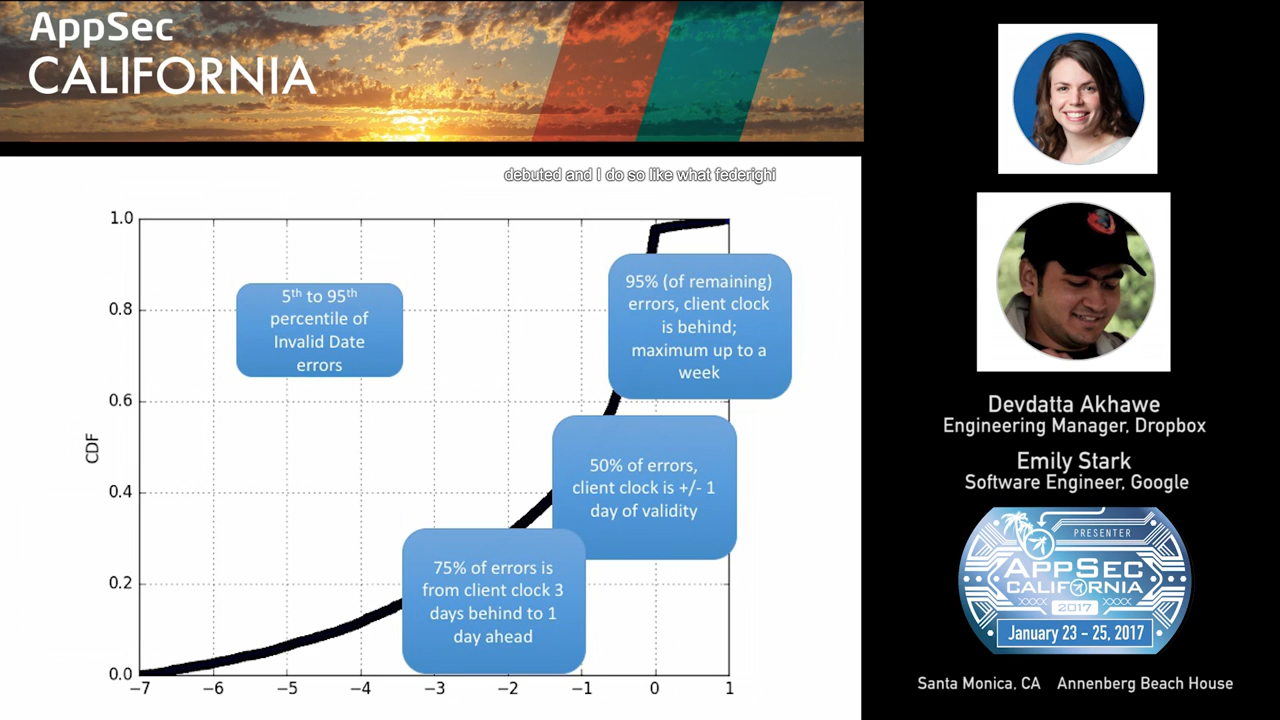 AppSec
CALIFORNIA
debuted and I do so like what federighi
1.0
0.8
0.6
0.4
0.2
0.0
CDF
−7
−6
−5
−4
−3
−2
−1
0
1
5th to 95th
percentile of
Invalid Date
errors
95% (of remaining)
errors, client clock
is behind;
maximum up to a
week
50% of errors,
client clock is +/- 1
day of validity
75% of errors is
from client clock 3
days behind to 1
day ahead
Devdatta Akhawe
Engineering Manager, Dropbox
Emily Stark
Software Engineer, Google
PRESENTER
APPSEC
CALIFORNIA
2017
January 23 - 25, 2017
Santa Monica, CA Annenberg Beach House